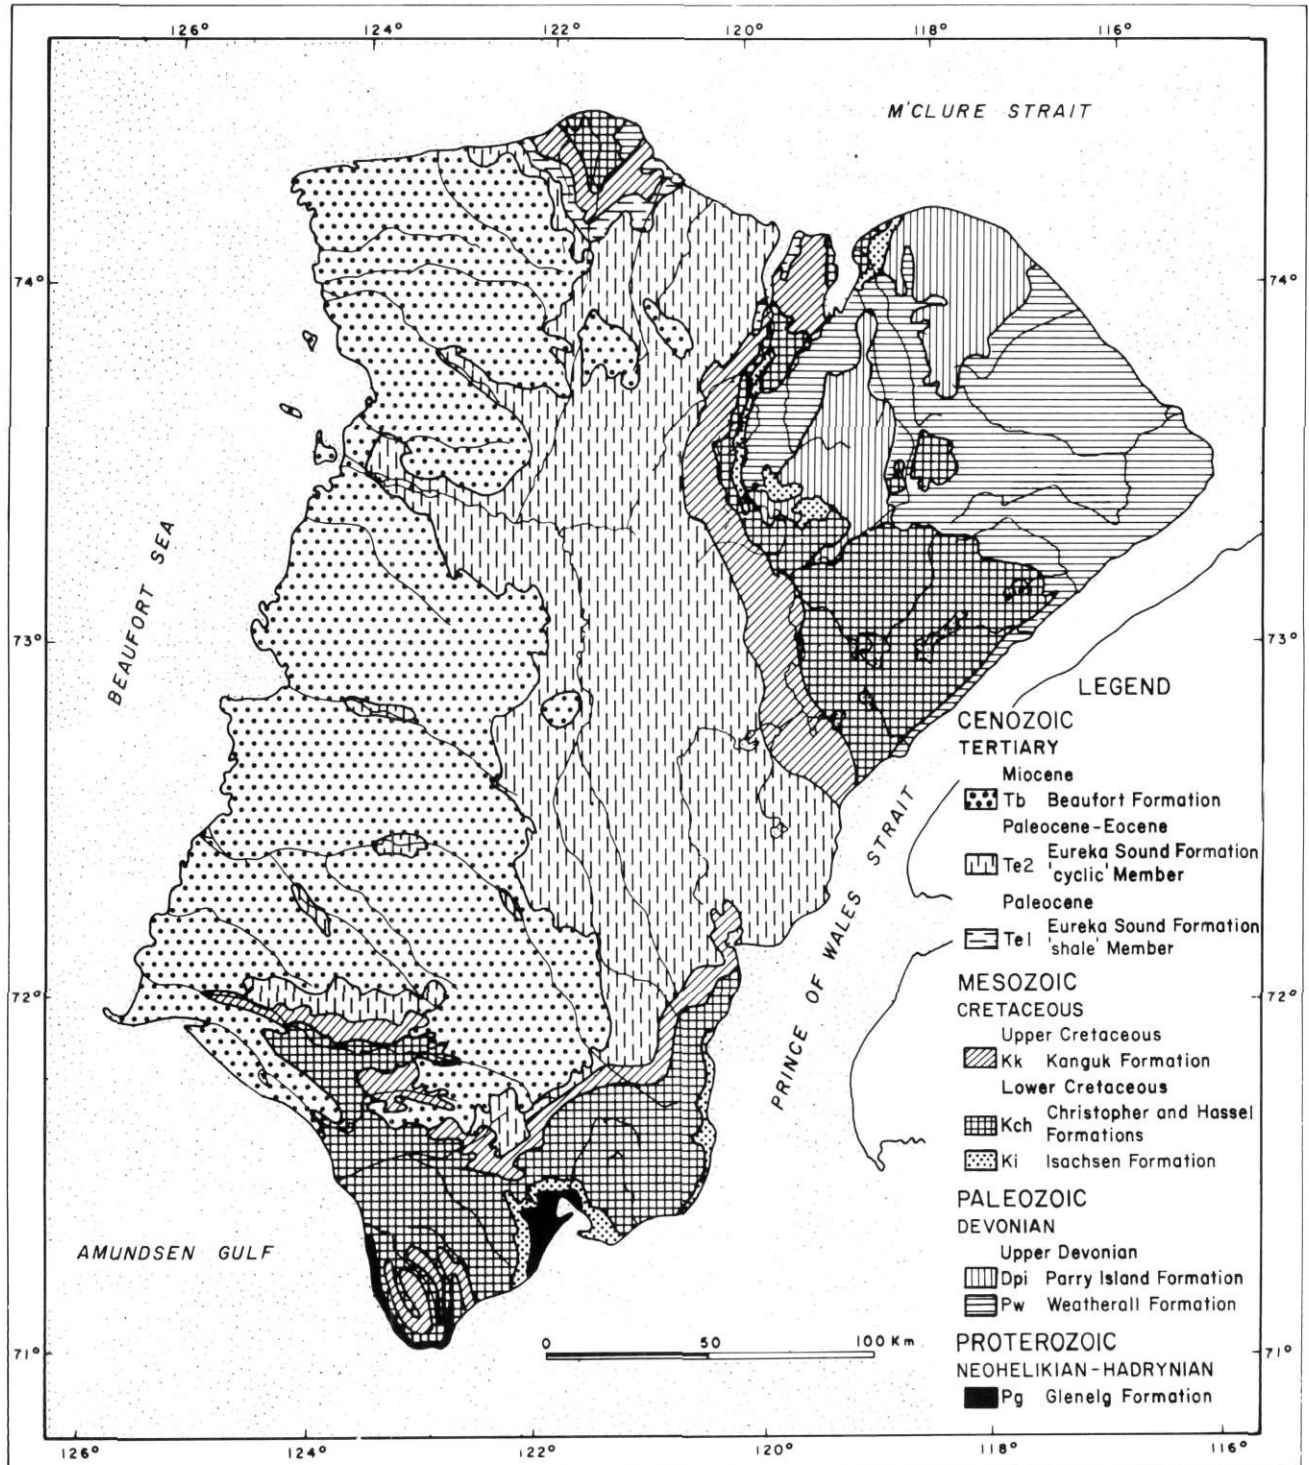 126° 124° 122° 120° 118° 116°
M'CLURE STRAIT
74° 74°
BEAUFORT SEA
73° 73°
LEGEND
CENOZOIC
TERTIARY
Miocene
Tb Beaufort Formation
Paleocene-Eocene
Te2 Eureka Sound Formation
'cyclic' Member
Paleocene
Te1 Eureka Sound Formation
'shale' Member
PRINCE OF WALES STRAIT
72° 72°
MESOZOIC
CRETACEOUS
Upper Cretaceous
Kk Kanguk Formation
Lower Cretaceous
Kch Christopher and Hassel
Formations
Ki Isachsen Formation
PALEOZOIC
DEVONIAN
Upper Devonian
Dpi Parry Island Formation
Pw Weatherall Formation
AMUNDSEN GULF
PROTEROZOIC
NEOHELIKIAN-HADRYNIAN
Pg Glenelg Formation
0 50 100 Km
71° 71°
126° 124° 122° 120° 118° 116°